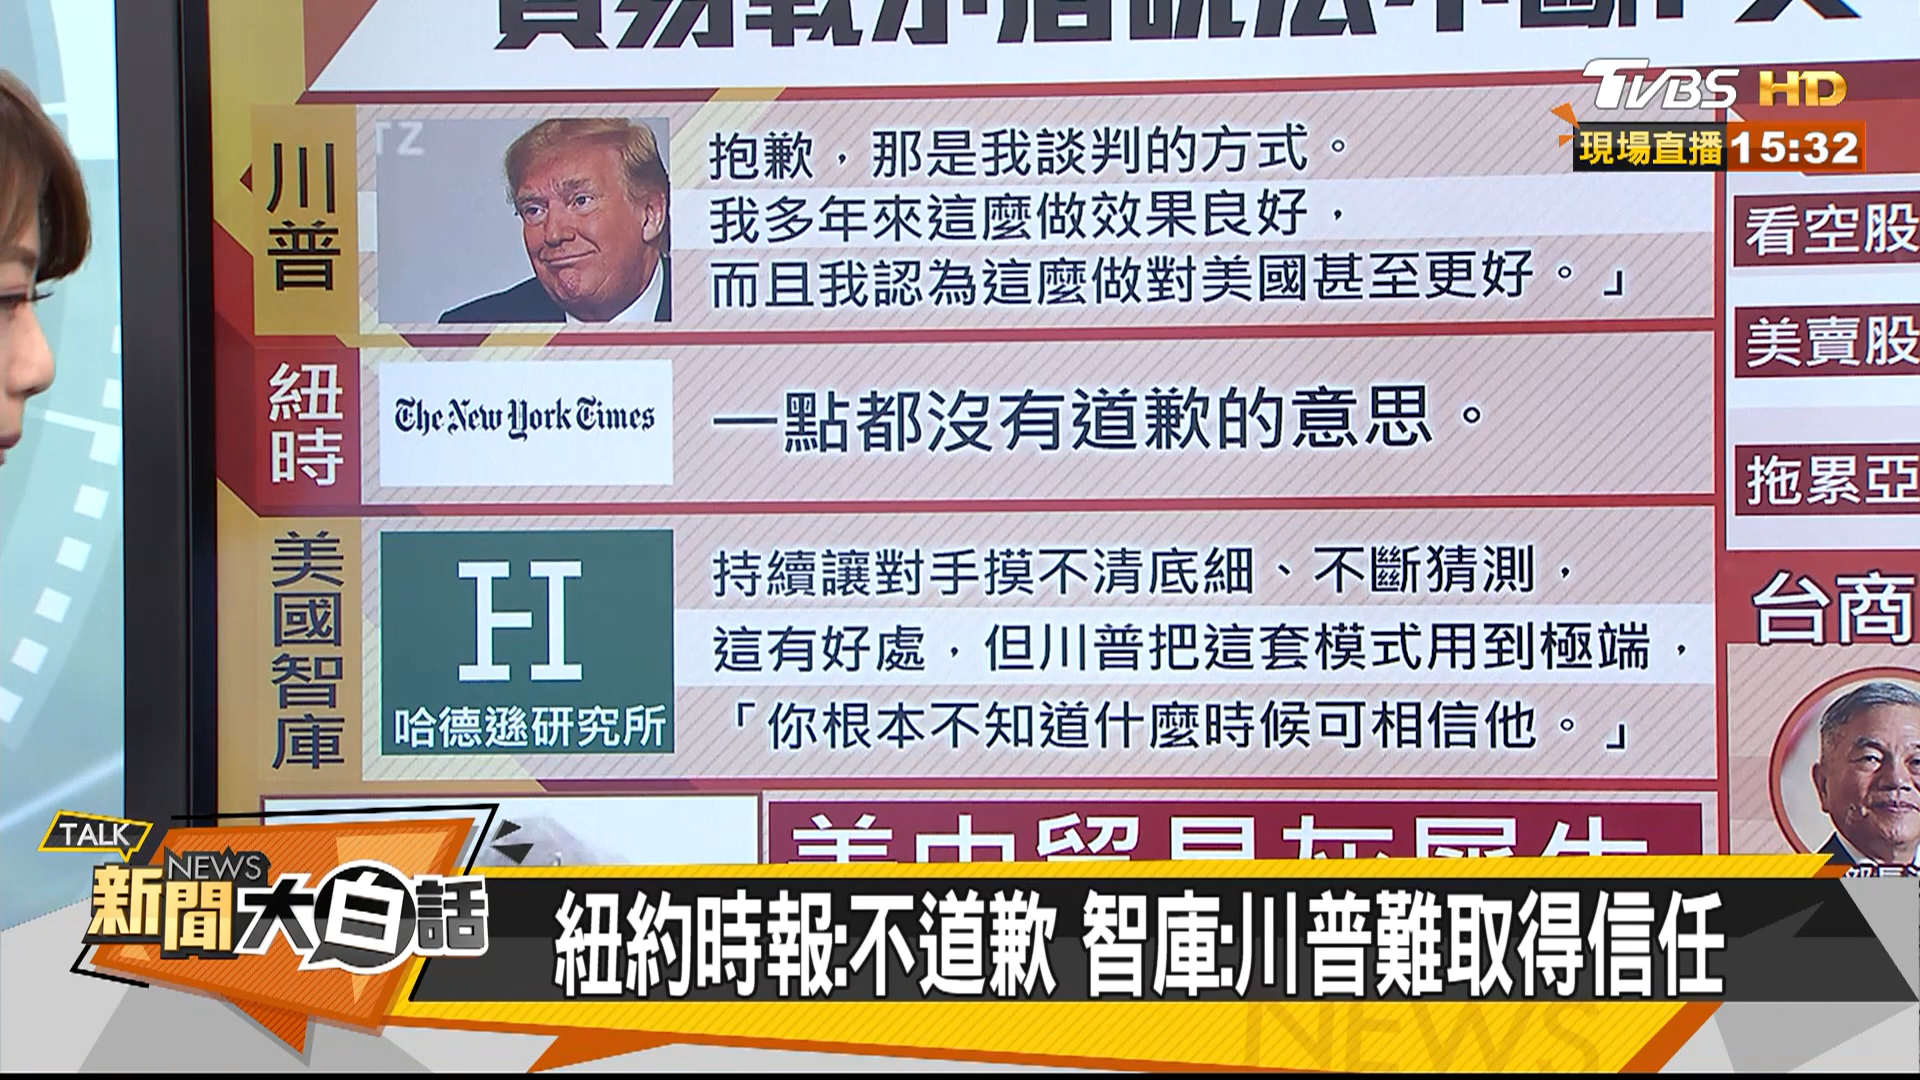 TVBS HD
現場直播 15:32
川普
抱歉，那是我談判的方式。
我多年來這麼做效果良好，
而且我認為這麼做對美國甚至更好。」
紐時
The New York Times
一點都沒有道歉的意思。
美國智庫
哈德遜研究所
持續讓對手摸不清底細、不斷猜測，
這有好處，但川普把這套模式用到極端，
「你根本不知道什麼時候可相信他。」
看空股
美賣股
拖累亞
台商
TALK
NEWS
新聞大白話
紐約時報:不道歉 智庫:川普難取得信任
NEWS